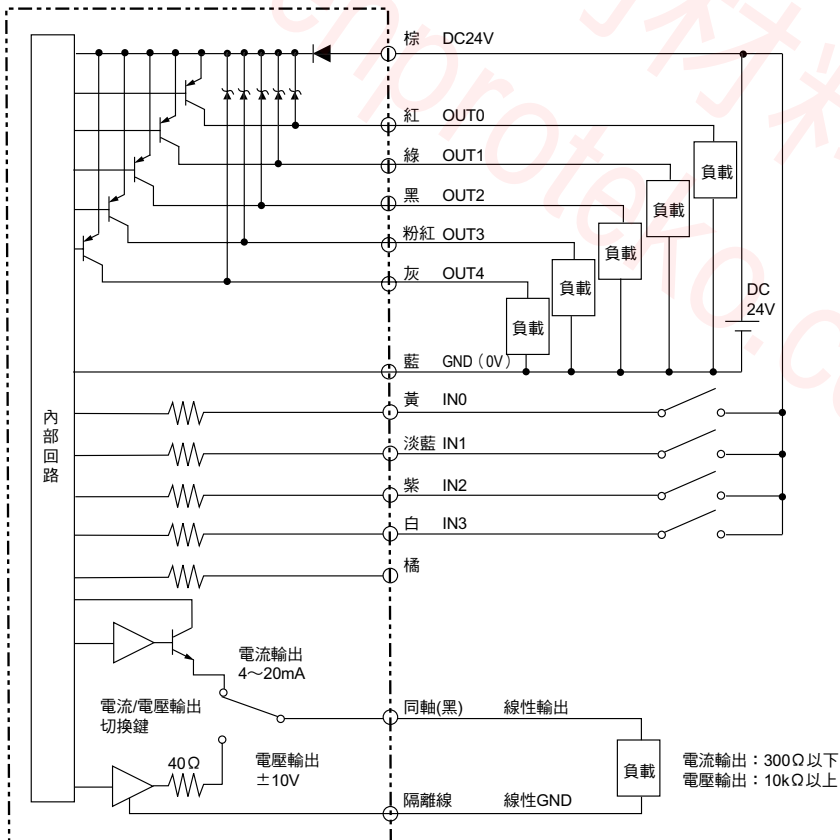 棕 DC24V
紅 OUT0
綠 OUT1
黑 OUT2
粉紅 OUT3
灰 OUT4
負載
負載
負載
負載
負載
DC
24V
藍 GND（0V）
黃 IN0
淡藍 IN1
紫 IN2
白 IN3
橘
內部回路
電流輸出
4～20mA
電流/電壓輸出
切換鍵
同軸(黑) 線性輸出
40Ω
電壓輸出
±10V
負載
電流輸出：300Ω以下
電壓輸出：10kΩ以上
隔離線 線性GND